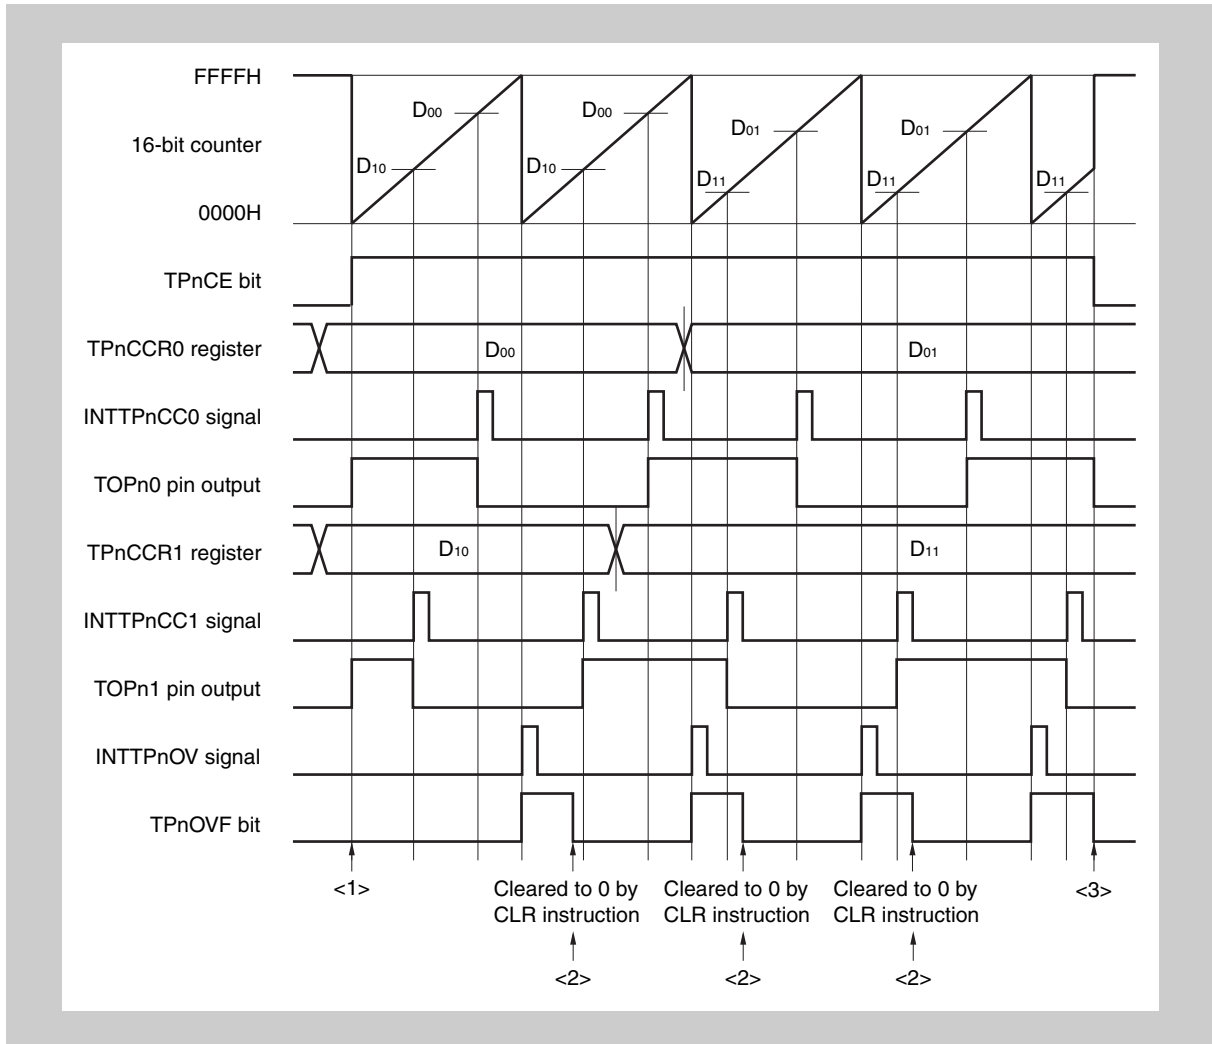 FFFFH
D00
D00
D01
D01
16-bit counter
D10
D10
D11
D11
D11
0000H
TPnCE bit
TPnCCR0 register
D00
D01
INTTPnCC0 signal
TOPn0 pin output
TPnCCR1 register
D10
D11
INTTPnCC1 signal
TOPn1 pin output
INTTPnOV signal
TPnOVF bit
<1>
Cleared to 0 by
CLR instruction
<2>
Cleared to 0 by
CLR instruction
<2>
Cleared to 0 by
CLR instruction
<2>
<3>